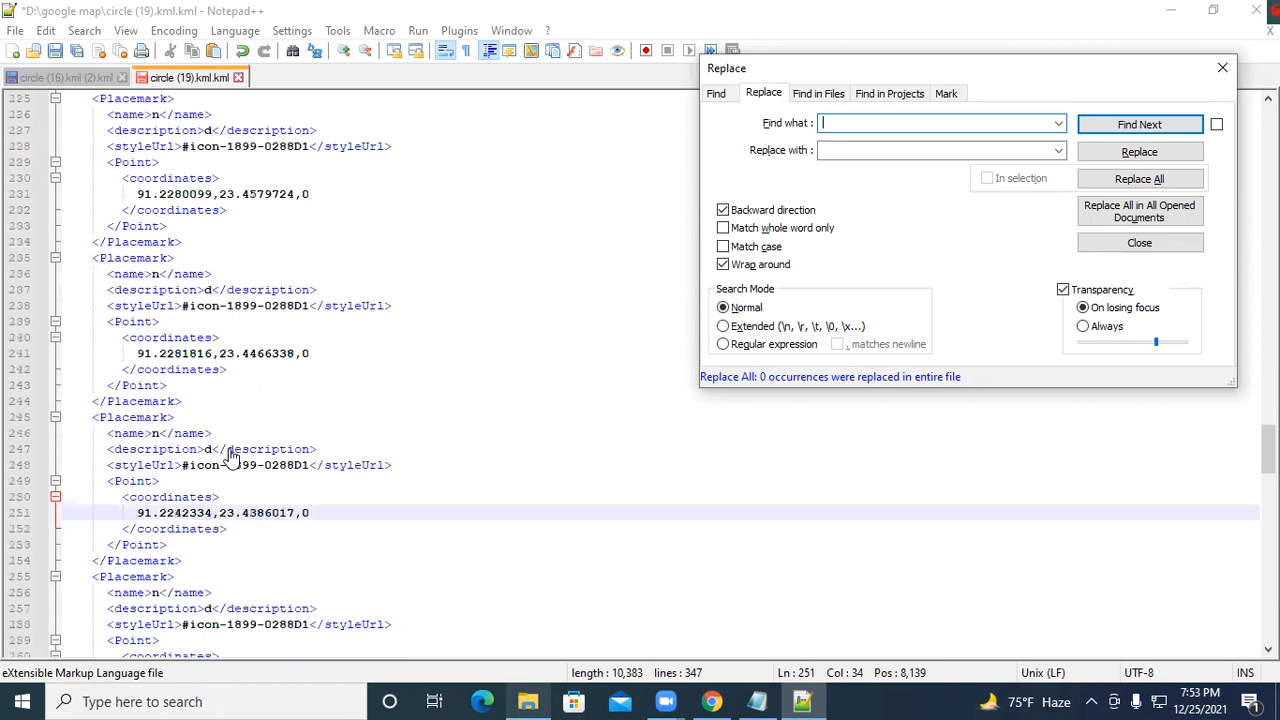 *D:\google map\circle (19).kml.kml - Notepad++
File Edit Search View Encoding Language Settings Tools Macro Run Plugins Window ?
circle (16).kml (2).kml circle (19).kml.kml
225 <Placemark>
226 <name>n</name>
227 <description>d</description>
228 <styleUrl>#icon-1899-0288D1</styleUrl>
229 <Point>
230 <coordinates>
231 91.2280099,23.4579724,0
232 </coordinates>
233 </Point>
234 </Placemark>
235 <Placemark>
236 <name>n</name>
237 <description>d</description>
238 <styleUrl>#icon-1899-0288D1</styleUrl>
239 <Point>
240 <coordinates>
241 91.2281816,23.4466338,0
242 </coordinates>
243 </Point>
244 </Placemark>
245 <Placemark>
246 <name>n</name>
247 <description>d</description>
248 <styleUrl>#icon-1899-0288D1</styleUrl>
249 <Point>
250 <coordinates>
251 91.2242334,23.4386017,0
252 </coordinates>
253 </Point>
254 </Placemark>
255 <Placemark>
256 <name>n</name>
257 <description>d</description>
258 <styleUrl>#icon-1899-0288D1</styleUrl>
259 <Point>
260 <coordinates>
Replace
Find Replace Find in Files Find in Projects Mark
Find what :
Find Next
Replace with :
Replace
In selection
Replace All
Replace All in All Opened
Documents
Close
Backward direction
Match whole word only
Match case
Wrap around
Search Mode
Normal
Extended (\n, \r, \t, \0, \x...)
Regular expression
. matches newline
Transparency
On losing focus
Always
Replace All: 0 occurrences were replaced in entire file
eXtensible Markup Language file length : 10,383 lines : 347 Ln : 251 Col : 34 Pos : 8,139 Unix (LF) UTF-8 INS
Type here to search
75°F Haze
7:53 PM
12/25/2021